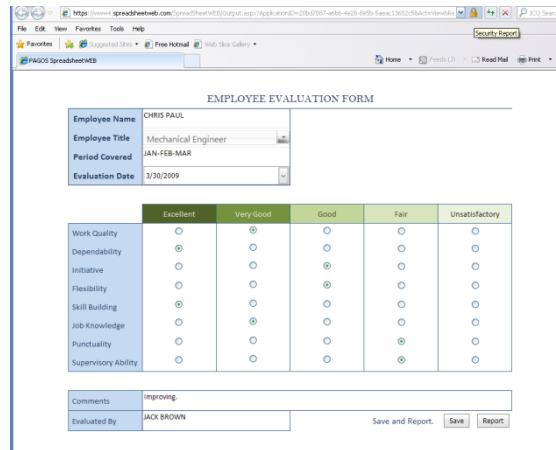 https://www4.spreadsheetweb.com/SpreadSheetWEB/Output.aspx?ApplicationID=
ICQ Sear
File Edit View Favorites Tools Help
Security Report
Favorites Suggested Sites Free Hotmail Web Slice Gallery
PAGOS SpreadsheetWEB Home Feeds (J) Read Mail Print
EMPLOYEE EVALUATION FORM
Employee Name CHRIS PAUL
Employee Title Mechanical Engineer
Period Covered JAN-FEB-MAR
Evaluation Date 3/30/2009
Excellent Very Good Good Fair Unsatisfactory
Work Quality
Dependability
Initiative
Flexibility
Skill Building
Job Knowledge
Punctuality
Supervisory Ability
Comments Improving.
Evaluated By JACK BROWN Save and Report. Save Report